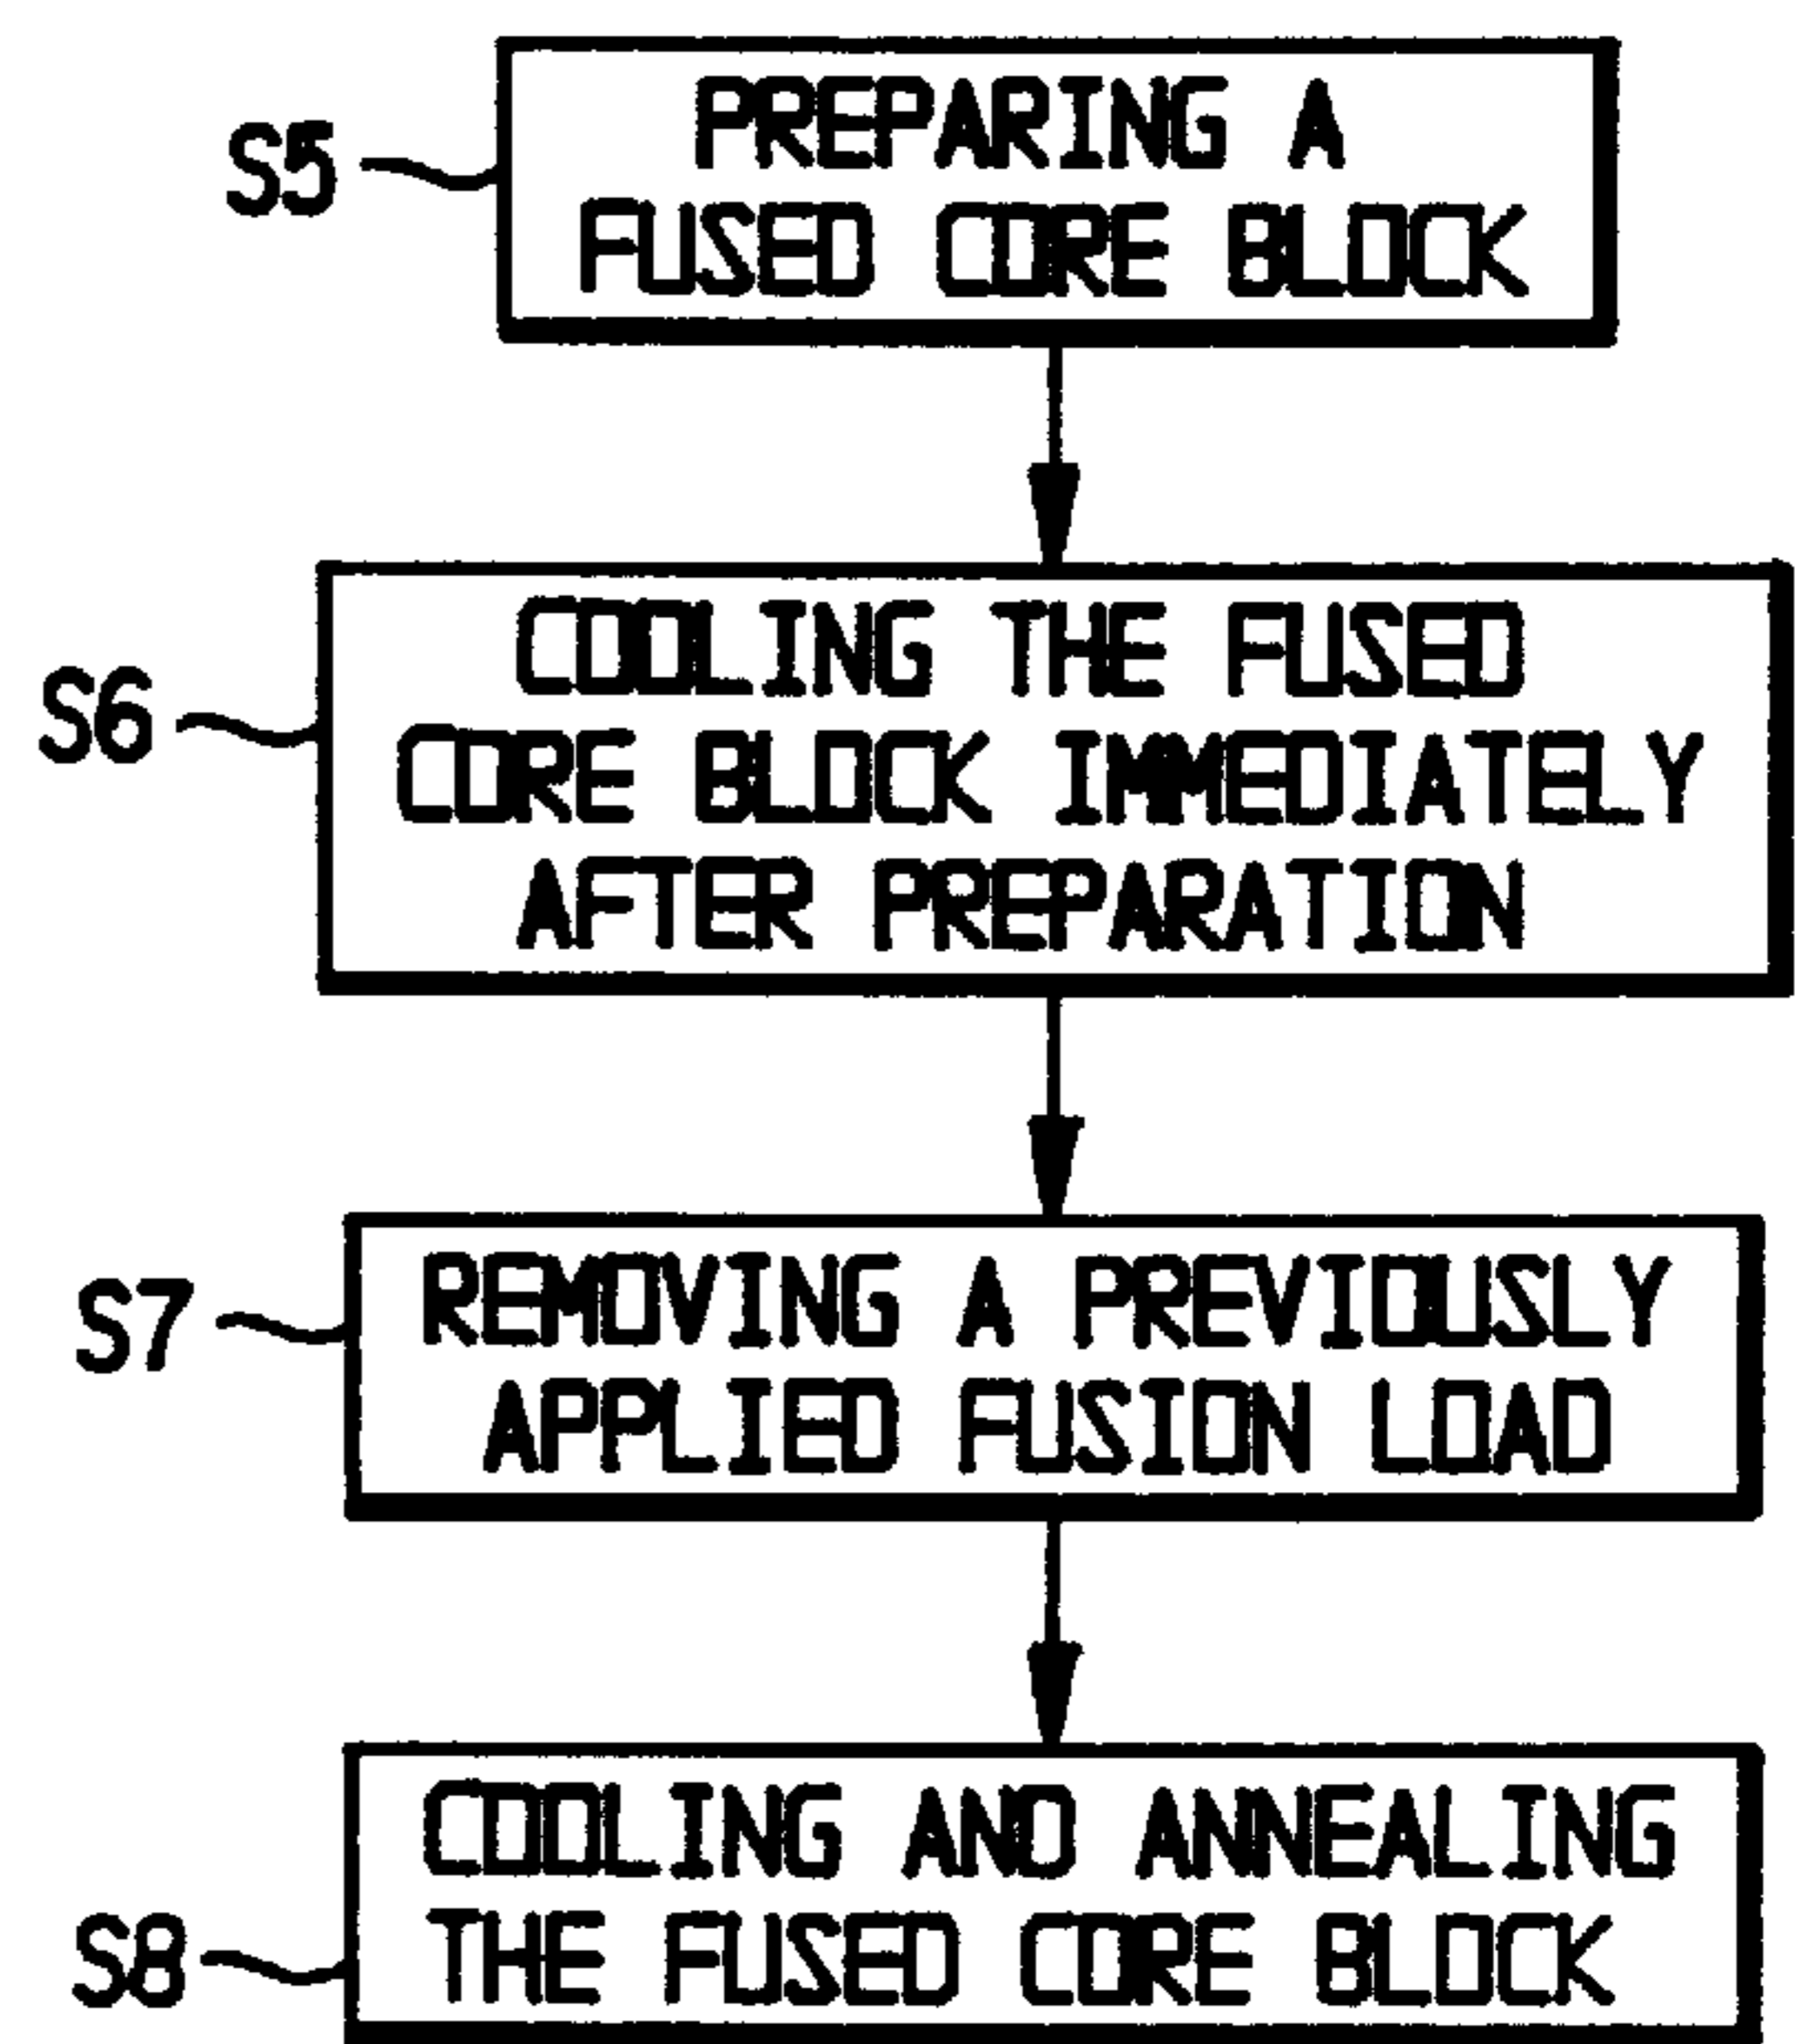 S5
PREPARING A
FUSED CORE BLOCK
S6
COOLING THE FUSED
CORE BLOCK IMMEDIATELY
AFTER PREPARATION
S7
REMOVING A PREVIOUSLY
APPLIED FUSION LOAD
S8
COOLING AND ANNEALING
THE FUSED CORE BLOCK